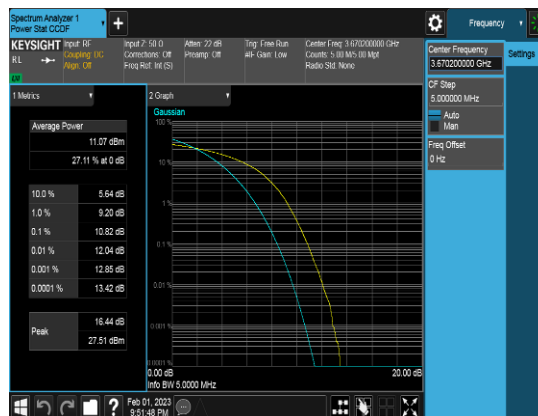 Spectrum Analyzer 1
Power Stat CCDF
Frequency
KEYSIGHT
Input: RF
Coupling: DC
Align: Off
Input Z: 50 Ω
Corrections: Off
Freq Ref: Int (S)
Atten: 22 dB
Preamp: Off
Trig: Free Run
#IF Gain: Low
Center Freq: 3.670200000 GHz
Counts: 5.00 M/5.00 Mpt
Radio Std: None
RL
LXI
Center Frequency
3.670200000 GHz
Settings
CF Step
5.000000 MHz
Auto
Man
Freq Offset
0 Hz
1 Metrics
Average Power
11.07 dBm
27.11 % at 0 dB
10.0 % 5.64 dB
1.0 % 9.20 dB
0.1 % 10.82 dB
0.01 % 12.04 dB
0.001 % 12.85 dB
0.0001 % 13.42 dB
Peak
16.44 dB
27.51 dBm
2 Graph
Gaussian
100 %
10 %
1 %
0.1 %
0.01 %
0.001 %
0.0001 %
0.00 dB
20.00 dB
Info BW 5.0000 MHz
?
Feb 01, 2023
9:51:48 PM